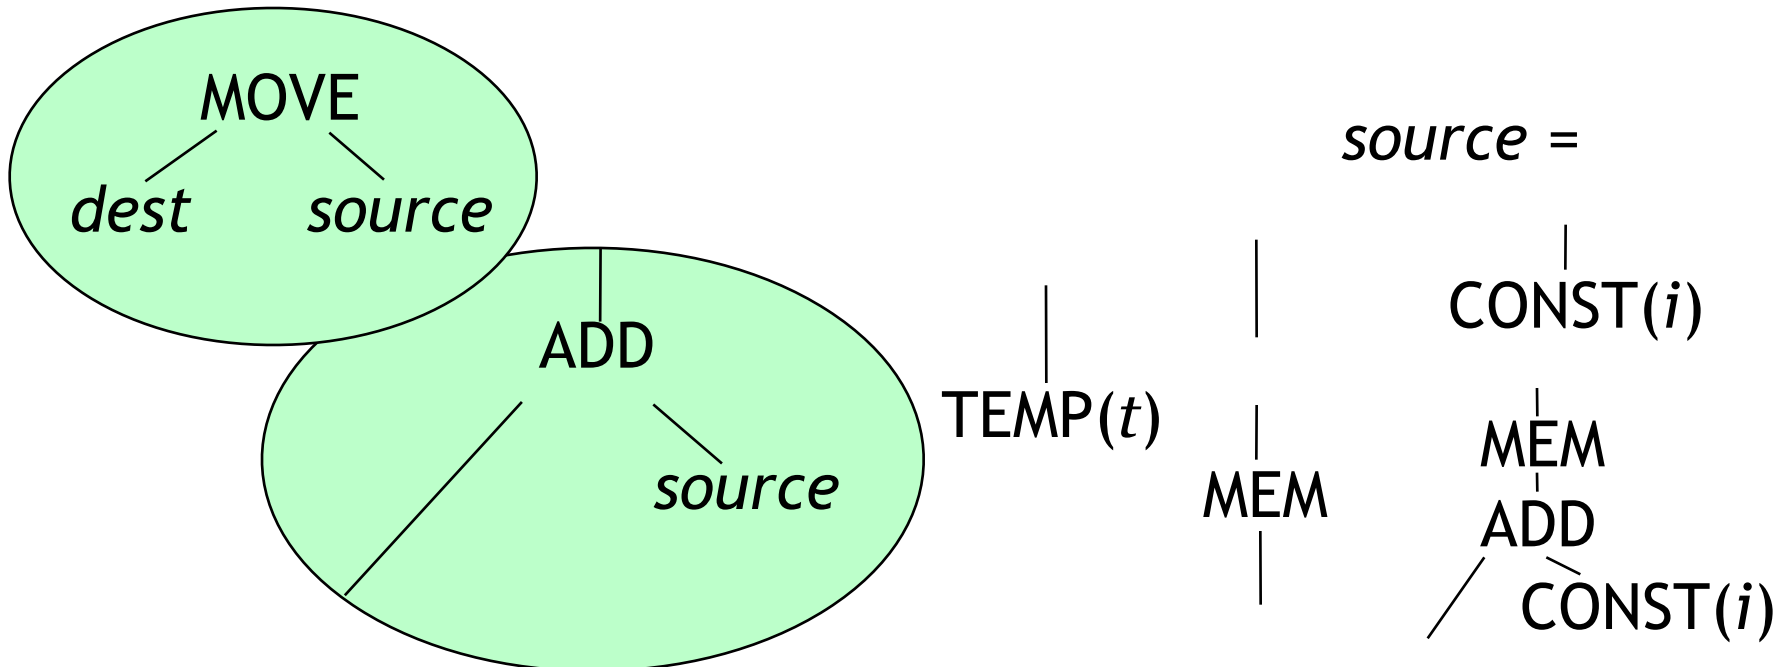 MOVE
dest source
ADD
source
TEMP(t)
MEM
source =
CONST(i)
MEM
ADD
CONST(i)